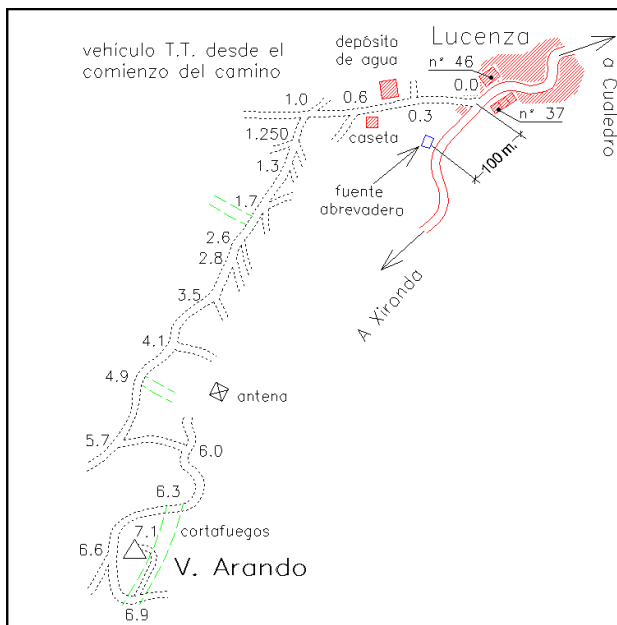 vehículo T.T. desde el
comienzo del camino
depósito
de agua
Lucenza
n° 46
0.0
a Cualedro
n° 37
1.0
0.6
0.3
caseta
1.250
100 m.
1.3
fuente
abrevadero
1.7
2.6
2.8
A Xironda
3.5
4.1
4.9
antena
5.7
6.0
6.3
cortafuegos
7.1
6.6
V. Arando
6.9